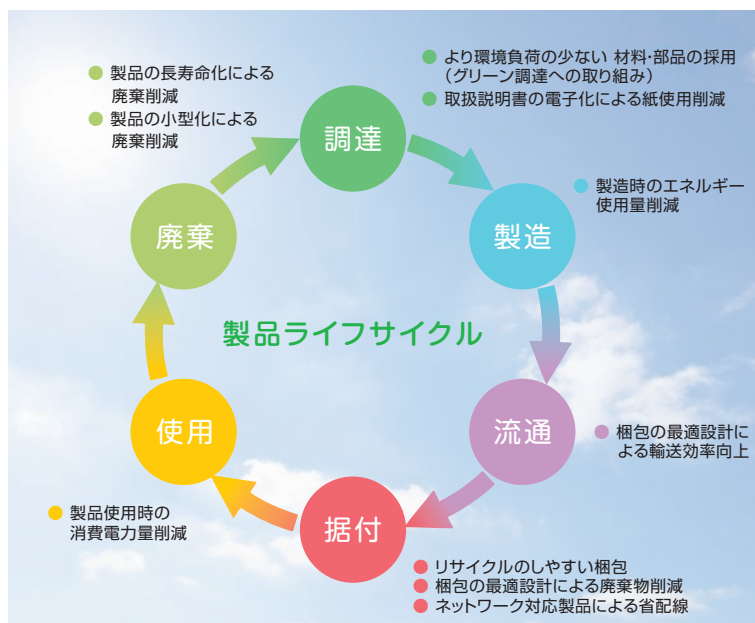 ● 製品の長寿命化による
廃棄削減
● 製品の小型化による
廃棄削減
● より環境負荷の少ない 材料・部品の採用
（グリーン調達への取り組み）
● 取扱説明書の電子化による紙使用削減
調達
● 製造時のエネルギー
使用量削減
廃棄
製造
製品ライフサイクル
使用
流通
● 梱包の最適設計に
よる輸送効率向上
据付
● 製品使用時の
消費電力量削減
● リサイクルのしやすい梱包
● 梱包の最適設計による廃棄物削減
● ネットワーク対応製品による省配線